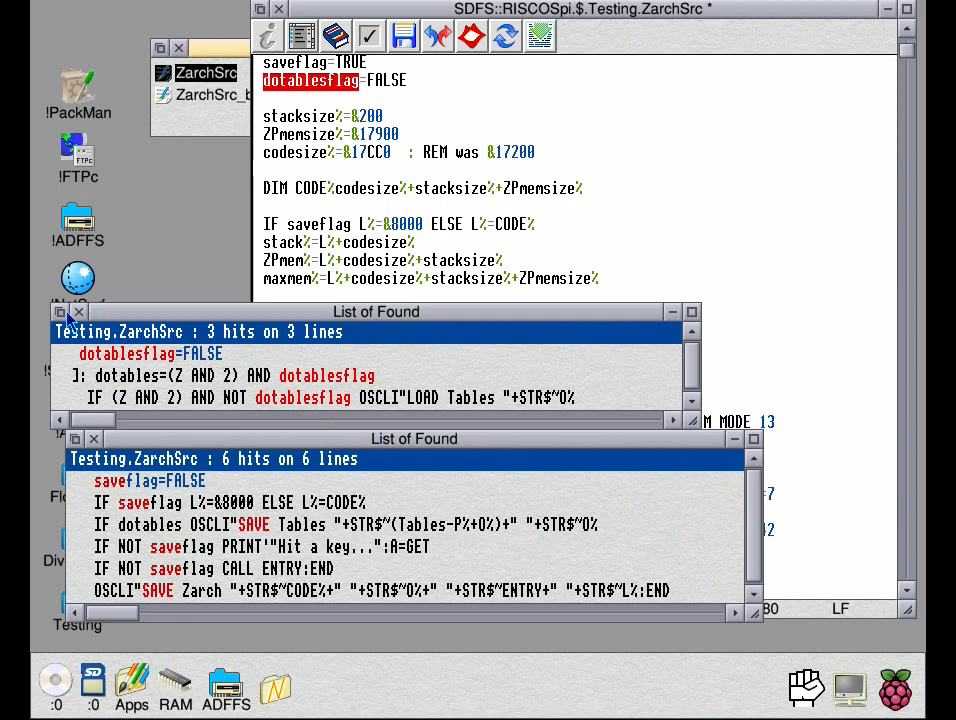 SDFS::RISCOSpi.$.Testing.ZarchSrc *
saveflag=TRUE
dotablesflag=FALSE
stacksize%=&200
ZPmemsize%=&17900
codesize%=&17CC0 : REM was &17200
DIM CODE%codesize%+stacksize%+ZPmemsize%
IF saveflag L%=&8000 ELSE L%=CODE%
stack%=L%+codesize%
ZPmem%=L%+codesize%+stacksize%
maxmem%=L%+codesize%+stacksize%+ZPmemsize%
M MODE 13
=7
42
80 LF
ZarchSrc
ZarchSrc_b
!PackMan
!FTPc
!ADFFS
List of Found
Testing.ZarchSrc : 3 hits on 3 lines
dotablesflag=FALSE
]: dotables=(Z AND 2) AND dotablesflag
IF (Z AND 2) AND NOT dotablesflag OSCLI"LOAD Tables "+STR$~O%
List of Found
Testing.ZarchSrc : 6 hits on 6 lines
saveflag=FALSE
IF saveflag L%=&8000 ELSE L%=CODE%
IF dotables OSCLI"SAVE Tables "+STR$~(Tables-P%+O%)+" "+STR$~O%
IF NOT saveflag PRINT'"Hit a key...":A=GET
IF NOT saveflag CALL ENTRY:END
OSCLI"SAVE Zarch "+STR$~CODE%+" "+STR$~O%+" "+STR$~ENTRY+" "+STR$~L%:END
Flo
Div
Testing
:0 :0 Apps RAM ADFFS